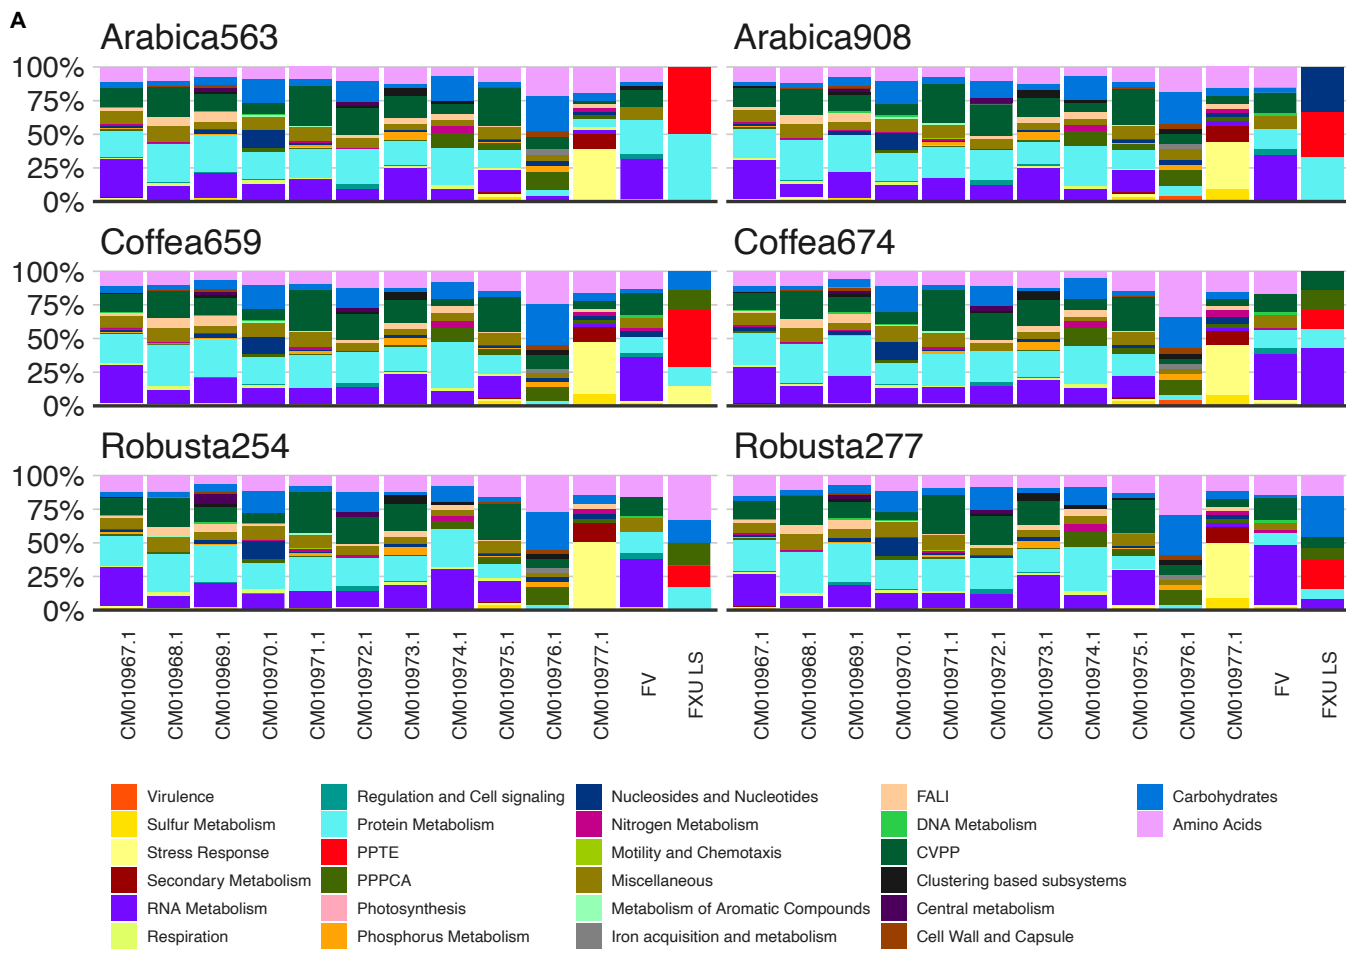 A
Arabica563
Arabica908
100%
75%
50%
25%
0%
Coffea659
Coffea674
100%
75%
50%
25%
0%
Robusta254
Robusta277
100%
75%
50%
25%
0%
CM010967.1
CM010968.1
CM010969.1
CM010970.1
CM010971.1
CM010972.1
CM010973.1
CM010974.1
CM010975.1
CM010976.1
CM010977.1
FV
FXU LS
CM010967.1
CM010968.1
CM010969.1
CM010970.1
CM010971.1
CM010972.1
CM010973.1
CM010974.1
CM010975.1
CM010976.1
CM010977.1
FV
FXU LS
Virulence
Sulfur Metabolism
Stress Response
Secondary Metabolism
RNA Metabolism
Respiration
Regulation and Cell signaling
Protein Metabolism
PPTE
PPPCA
Photosynthesis
Phosphorus Metabolism
Nucleosides and Nucleotides
Nitrogen Metabolism
Motility and Chemotaxis
Miscellaneous
Metabolism of Aromatic Compounds
Iron acquisition and metabolism
FALI
DNA Metabolism
CVPP
Clustering based subsystems
Central metabolism
Cell Wall and Capsule
Carbohydrates
Amino Acids